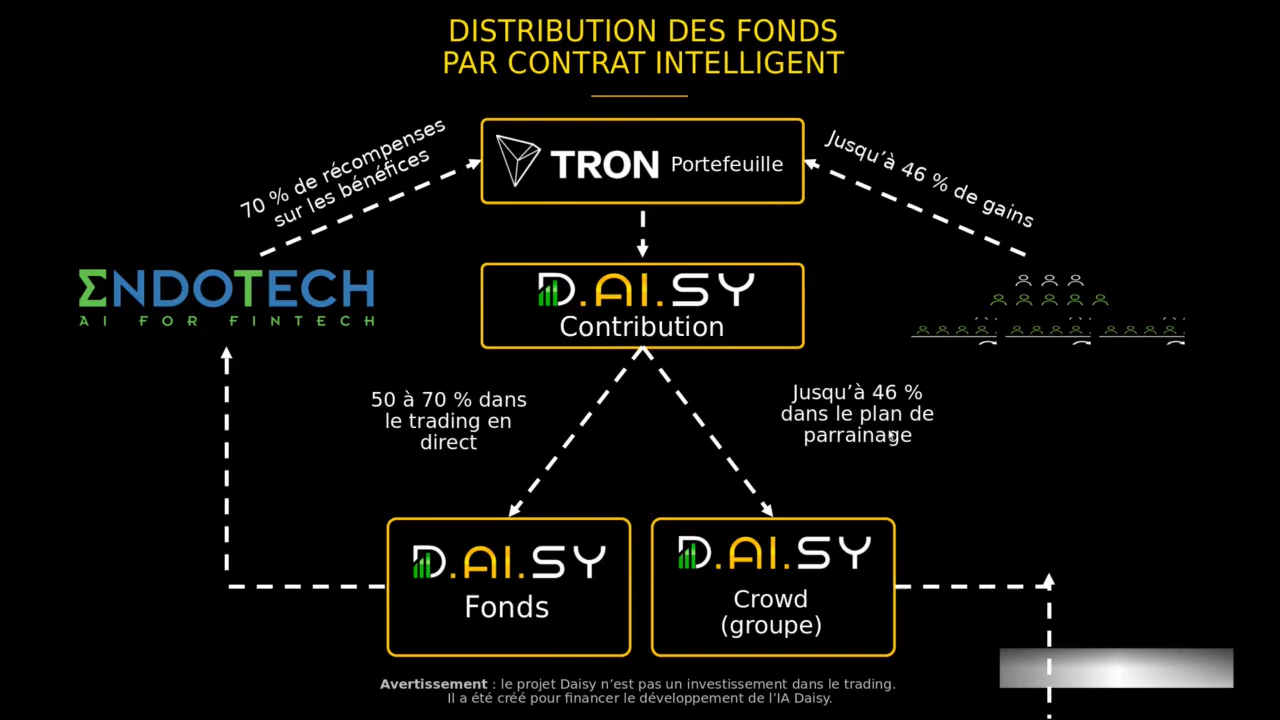 DISTRIBUTION DES FONDS
PAR CONTRAT INTELLIGENT
70 % de récompenses
sur les bénéfices
TRON Portefeuille
Jusqu’à 46 % de gains
ΣNDOTECH
AI FOR FINTECH
D.AI.SY
Contribution
50 à 70 % dans
le trading en
direct
Jusqu’à 46 %
dans le plan de
parrainage
D.AI.SY
Fonds
D.AI.SY
Crowd
(groupe)
Avertissement : le projet Daisy n’est pas un investissement dans le trading.
Il a été créé pour financer le développement de l’IA Daisy.